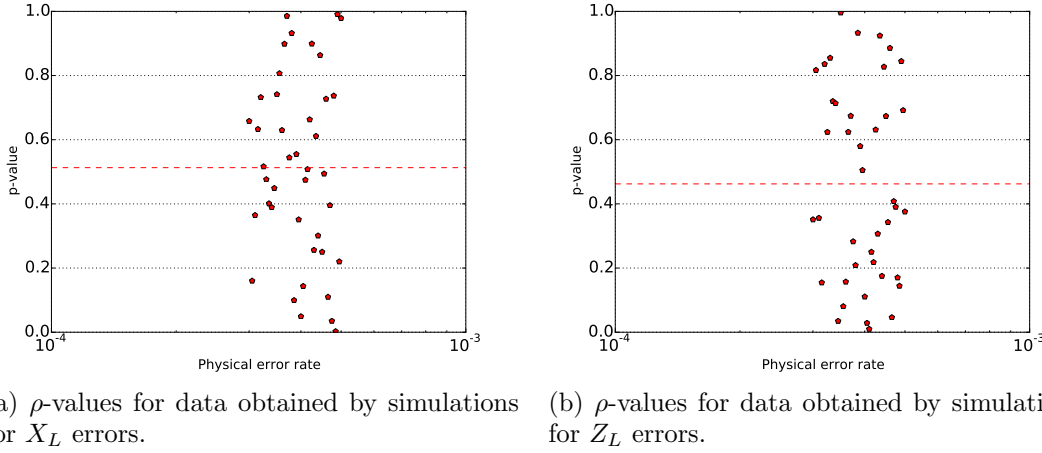 1.0
0.8
0.6
0.4
0.2
0.0
p-value
10^-4
10^-3
Physical error rate
1.0
0.8
0.6
0.4
0.2
0.0
p-value
10^-4
10^-3
Physical error rate
a) ρ-values for data obtained by simulations
or X_L errors.
(b) ρ-values for data obtained by simulati
for Z_L errors.